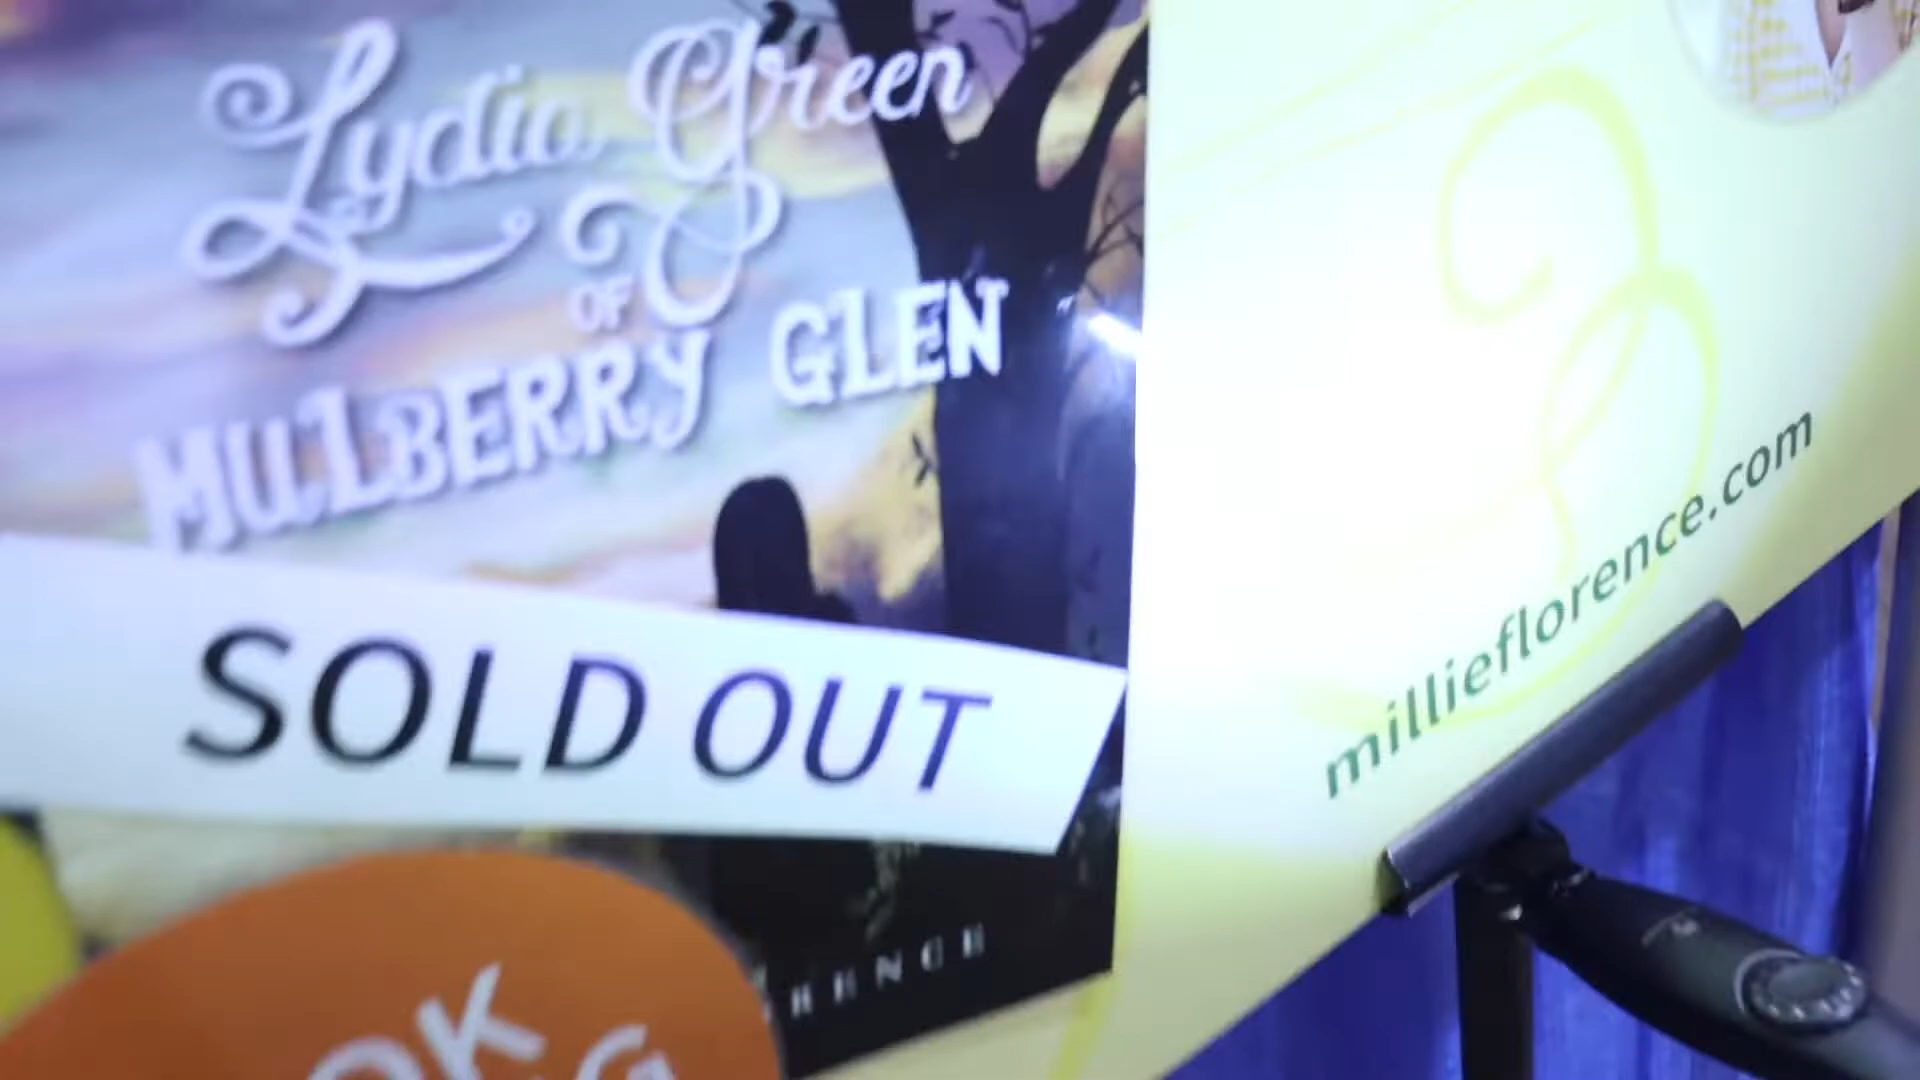 Lydia Green
OF
MULBERRY GLEN
SOLD OUT
millieflorence.com